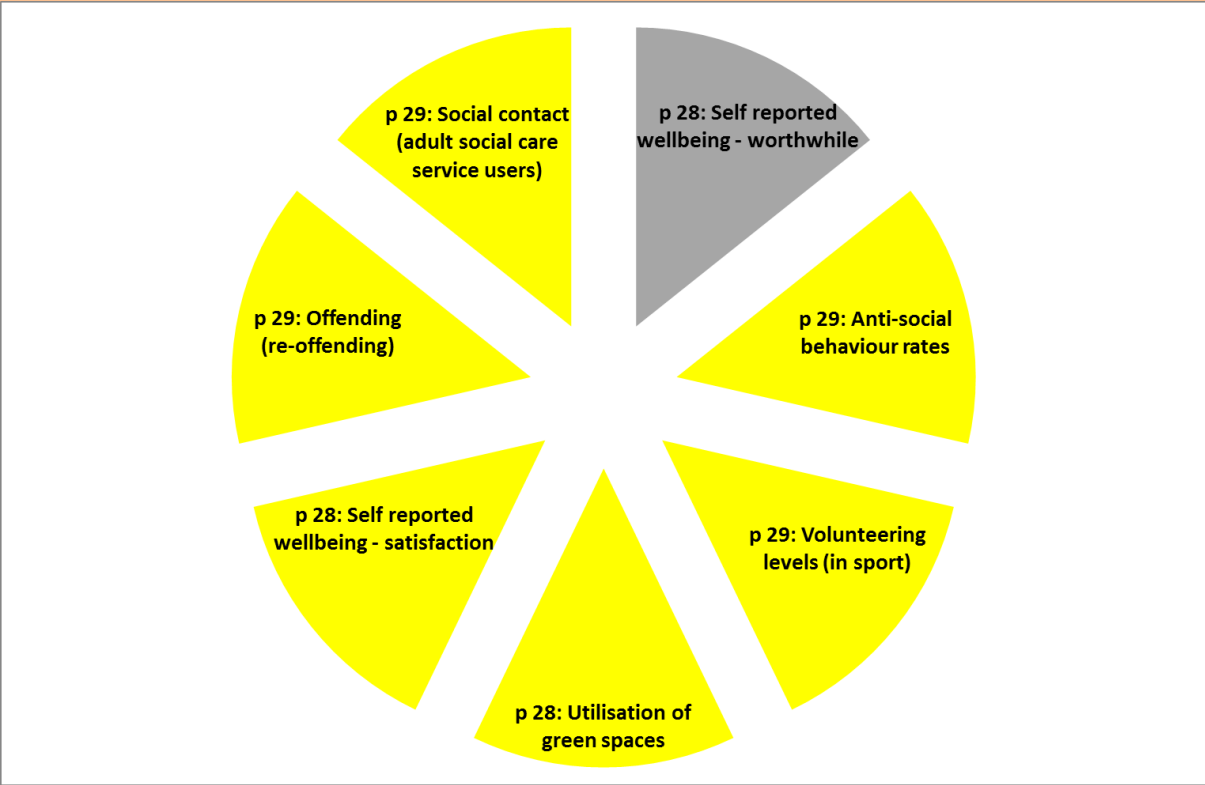 p 29: Social contact
(adult social care
service users)
p 28: Self reported
wellbeing - worthwhile
p 29: Offending
(re-offending)
p 29: Anti-social
behaviour rates
p 28: Self reported
wellbeing - satisfaction
p 29: Volunteering
levels (in sport)
p 28: Utilisation of
green spaces